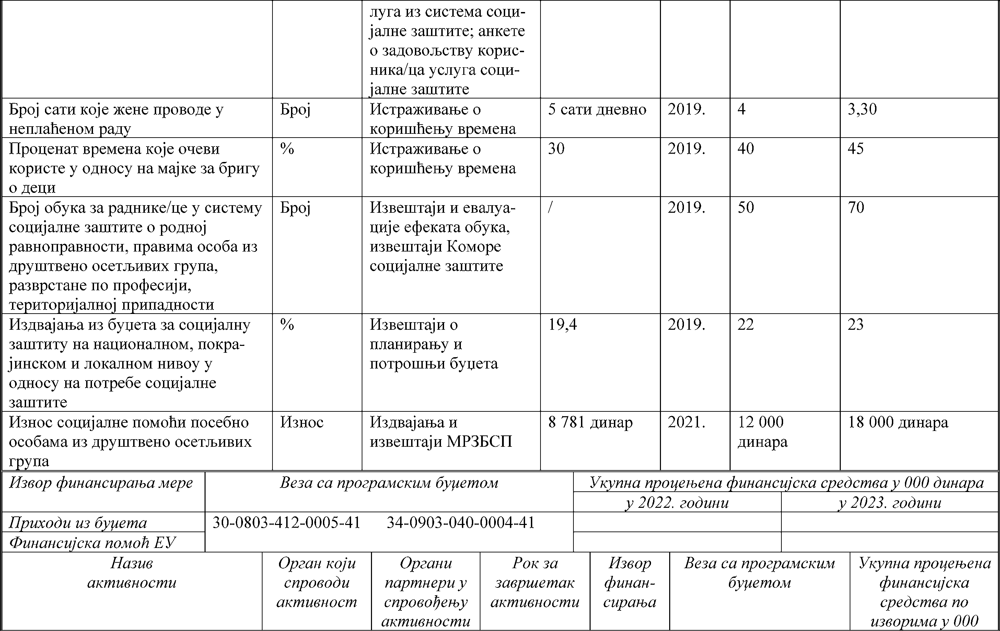 луга из система соци-
јалне заштите; анкете
о задовољству корис-
ника/ца услуга соци-
јалне заштите
Број сати које жене проводе у
неплаћеном раду
Број
Истраживање о
коришћењу времена
5 сати дневно
2019.
4
3,30
Проценат времена које очеви
користе у односу на мајке за бригу
о деци
%
Истраживање о
коришћењу времена
30
2019.
40
45
Број обука за раднике/це у систему
социјалне заштите о родној
равноправности, правима особа из
друштвено осетљивих група,
разврстане по професији,
територијалној припадности
Број
Извештаји и евалуа-
ције ефеката обука,
извештаји Коморе
социјалне заштите
/
2019.
50
70
Издвајања из буџета за социјалну
заштиту на националном, покра-
јинском и локалном нивоу у
односу на потребе социјалне
заштите
%
Извештаји о
планирању и
потрошњи буџета
19,4
2019.
22
23
Износ социјалне помоћи посебно
особама из друштвено осетљивих
група
Износ
Издвајања и
извештаји МРЗБСП
8 781 динар
2021.
12 000
динара
18 000 динара
Извор финансирања мере
Веза са програмским буџетом
Укупна процењена финансијска средства у 000 динара
у 2022. години
у 2023. години
Приходи из буџета
30-0803-412-0005-41 34-0903-040-0004-41
Финансијска помоћ ЕУ
Назив
активности
Орган који
спроводи
активност
Органи
партнери у
спровођењу
активности
Рок за
завршетак
активности
Извор
финан-
сирања
Веза са програмским
буџетом
Укупна процењена
финансијска
средства по
изворима у 000